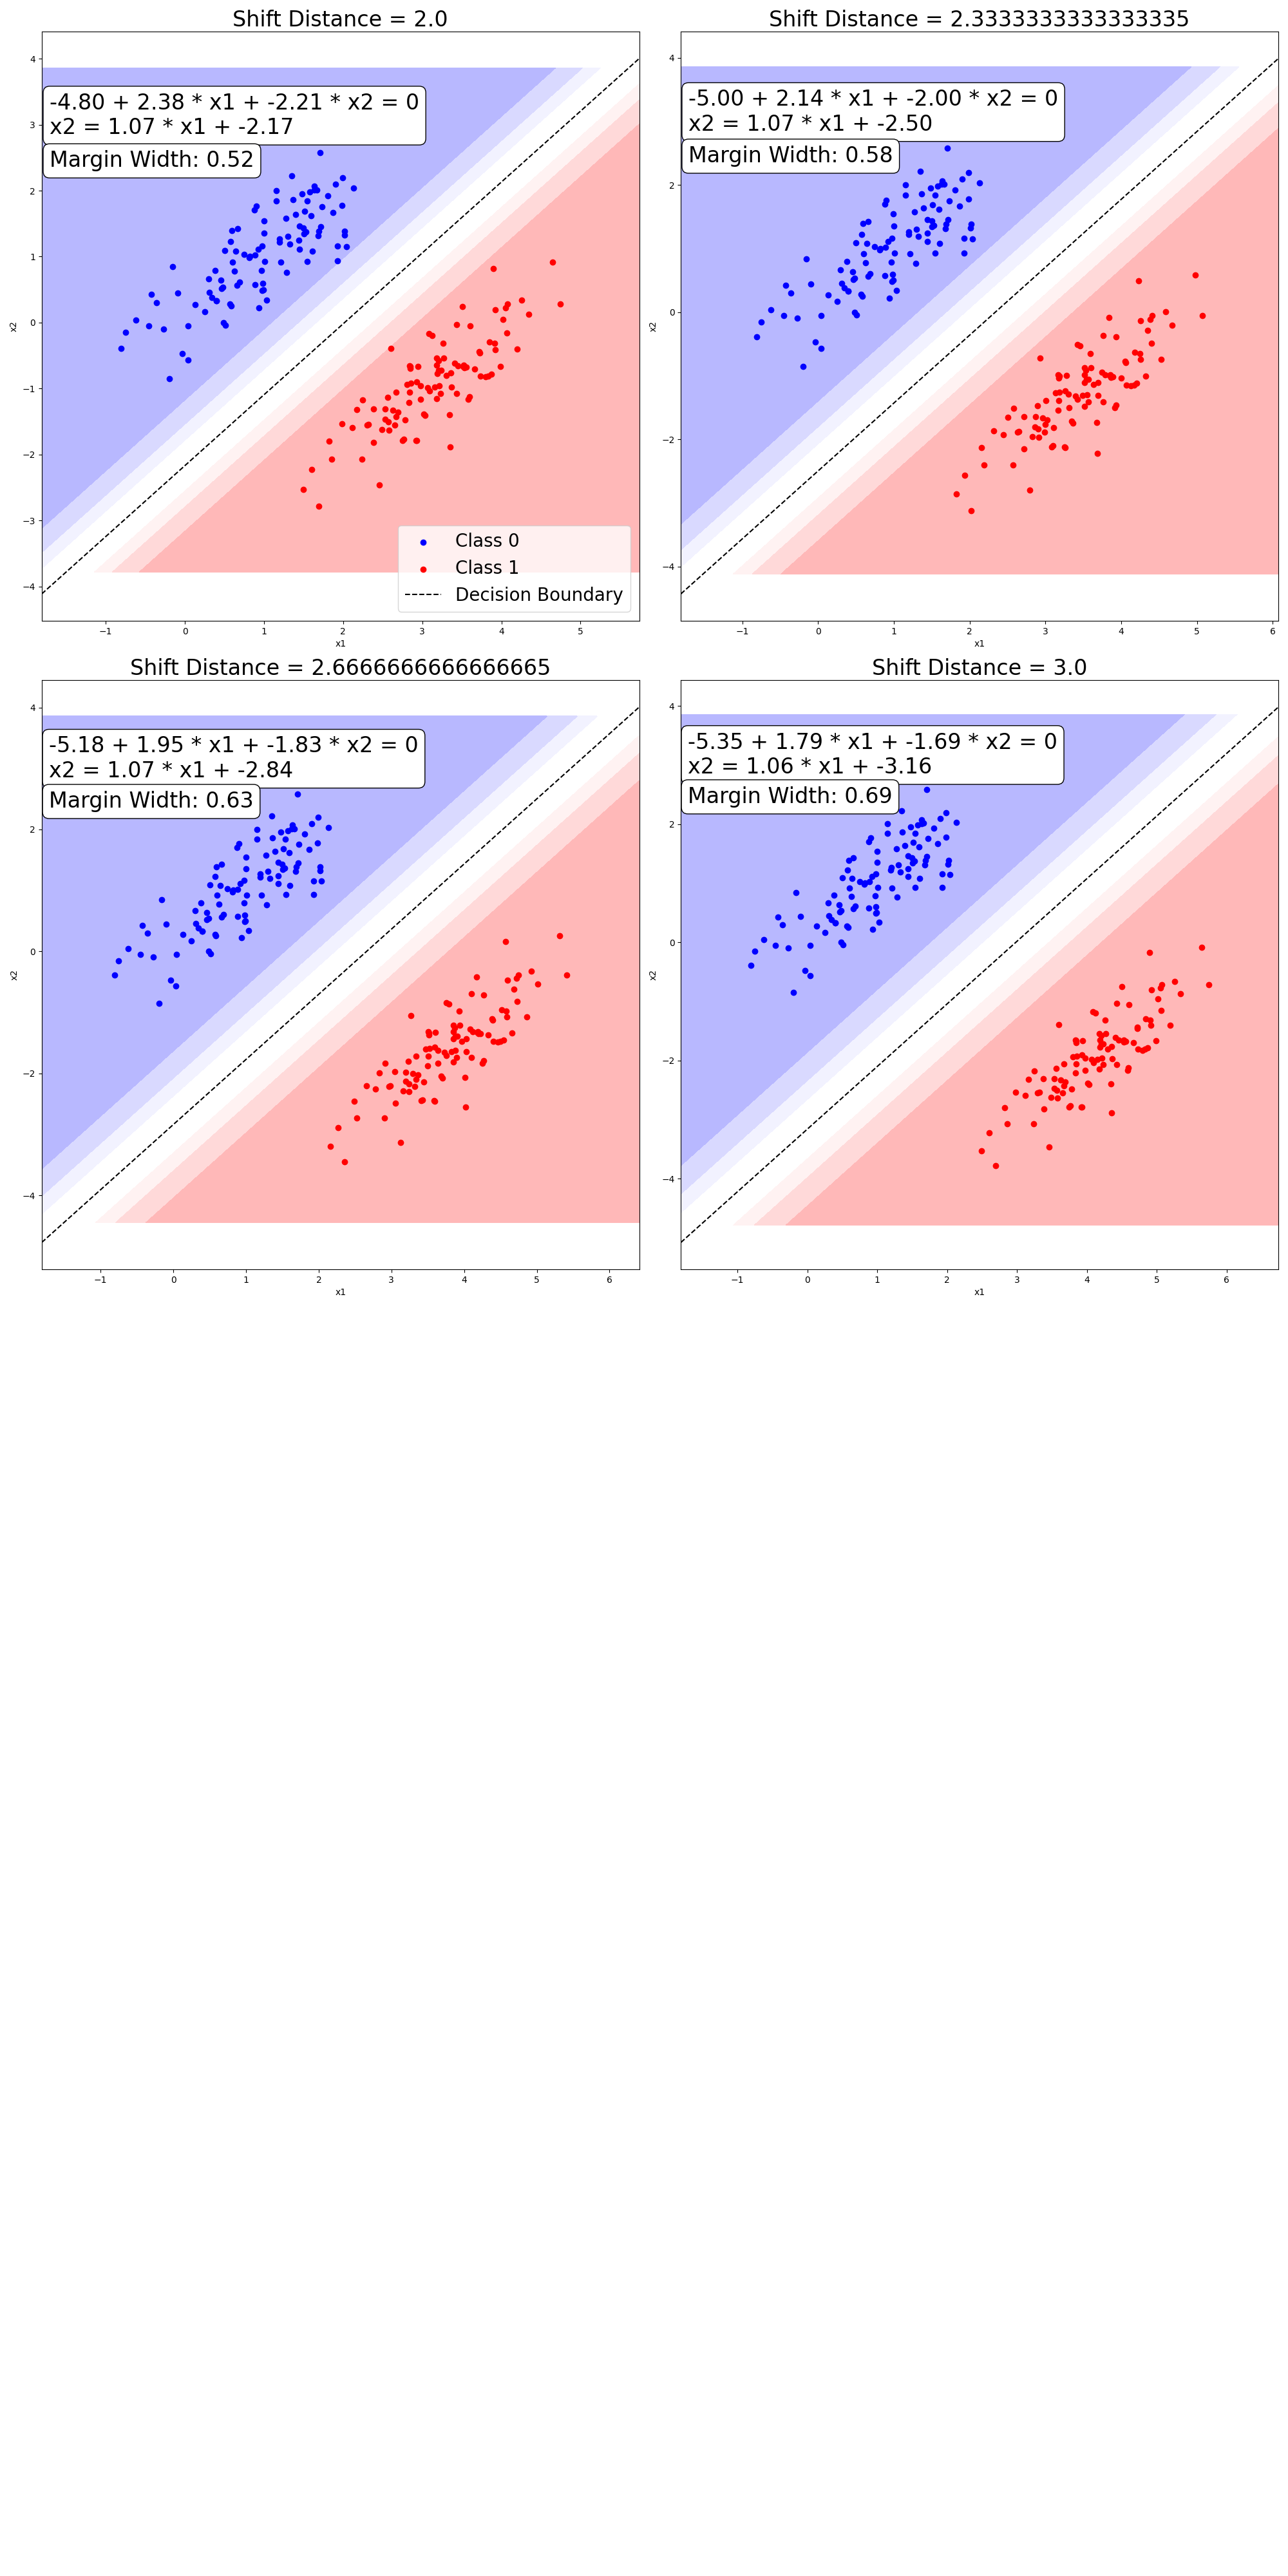 Shift Distance = 2.0
4
3
2
1
0
−1
−2
−3
−4
x2
-4.80 + 2.38 * x1 + -2.21 * x2 = 0
x2 = 1.07 * x1 + -2.17
Margin Width: 0.52
Class 0
Class 1
Decision Boundary
−1 0 1 2 3 4 5
x1
Shift Distance = 2.3333333333333335
4
2
0
−2
−4
x2
-5.00 + 2.14 * x1 + -2.00 * x2 = 0
x2 = 1.07 * x1 + -2.50
Margin Width: 0.58
−1 0 1 2 3 4 5 6
x1
Shift Distance = 2.6666666666666665
4
2
0
−2
−4
x2
-5.18 + 1.95 * x1 + -1.83 * x2 = 0
x2 = 1.07 * x1 + -2.84
Margin Width: 0.63
−1 0 1 2 3 4 5 6
x1
Shift Distance = 3.0
4
2
0
−2
−4
x2
-5.35 + 1.79 * x1 + -1.69 * x2 = 0
x2 = 1.06 * x1 + -3.16
Margin Width: 0.69
−1 0 1 2 3 4 5 6
x1